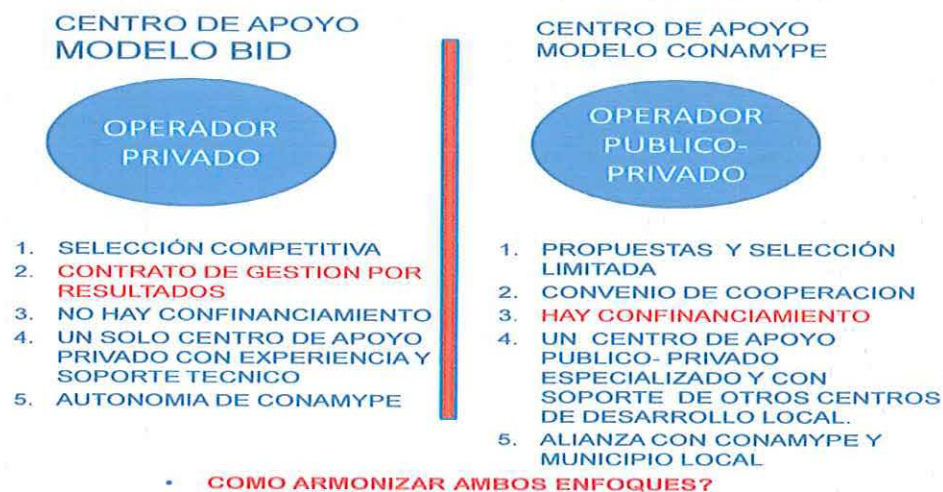 CENTRO DE APOYO
MODELO BID
OPERADOR
PRIVADO
1. SELECCIÓN COMPETITIVA
2. CONTRATO DE GESTION POR
RESULTADOS
3. NO HAY CONFINANCIAMIENTO
4. UN SOLO CENTRO DE APOYO
PRIVADO CON EXPERIENCIA Y
SOPORTE TECNICO
5. AUTONOMIA DE CONAMYPE
CENTRO DE APOYO
MODELO CONAMYPE
OPERADOR
PUBLICO-
PRIVADO
1. PROPUESTAS Y SELECCIÓN
LIMITADA
2. CONVENIO DE COOPERACION
3. HAY CONFINANCIAMIENTO
4. UN CENTRO DE APOYO
PUBLICO- PRIVADO
ESPECIALIZADO Y CON
SOPORTE DE OTROS CENTROS
DE DESARROLLO LOCAL.
5. ALIANZA CON CONAMYPE Y
MUNICIPIO LOCAL
• COMO ARMONIZAR AMBOS ENFOQUES?